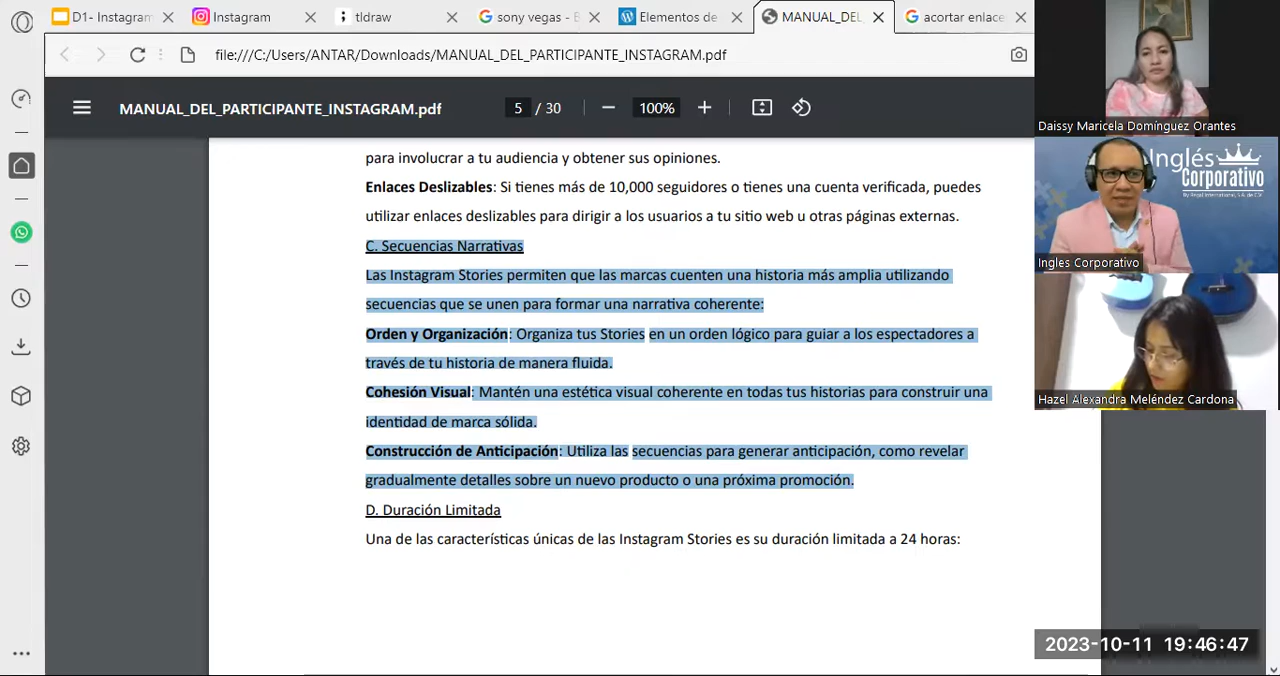 D1- Instagram
Instagram
tldraw
sony vegas - B
Elementos de
MANUAL_DEL_
acortar enlace
file:///C:/Users/ANTAR/Downloads/MANUAL_DEL_PARTICIPANTE_INSTAGRAM.pdf
MANUAL_DEL_PARTICIPANTE_INSTAGRAM.pdf
5 / 30
100%
para involucrar a tu audiencia y obtener sus opiniones.
Enlaces Deslizables: Si tienes más de 10,000 seguidores o tienes una cuenta verificada, puedes
utilizar enlaces deslizables para dirigir a los usuarios a tu sitio web u otras páginas externas.
C. Secuencias Narrativas
Las Instagram Stories permiten que las marcas cuenten una historia más amplia utilizando
secuencias que se unen para formar una narrativa coherente:
Orden y Organización: Organiza tus Stories en un orden lógico para guiar a los espectadores a
través de tu historia de manera fluida.
Cohesión Visual: Mantén una estética visual coherente en todas tus historias para construir una
identidad de marca sólida.
Construcción de Anticipación: Utiliza las secuencias para generar anticipación, como revelar
gradualmente detalles sobre un nuevo producto o una próxima promoción.
D. Duración Limitada
Una de las características únicas de las Instagram Stories es su duración limitada a 24 horas:
Daissy Maricela Domínguez Orantes
Inglés
Corporativo
By Regal International, S.A. de C.V.
Ingles Corporativo
Hazel Alexandra Meléndez Cardona
2023-10-11 19:46:47